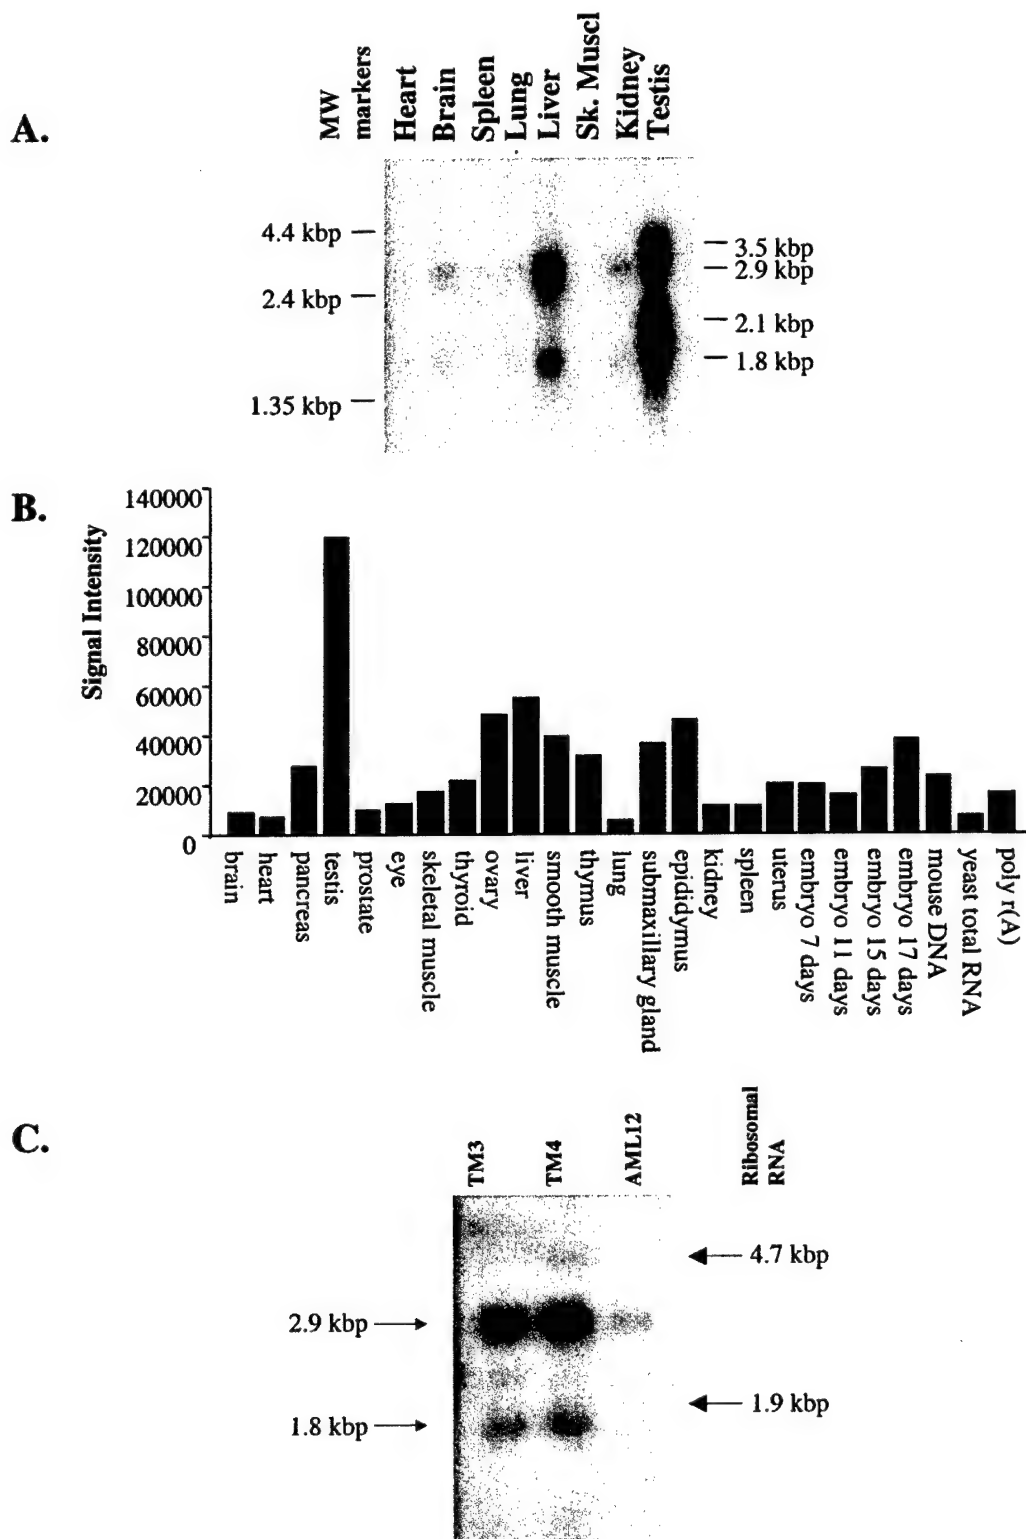 A.
MW
markers
Heart
Brain
Spleen
Lung
Liver
Sk. Muscl
Kidney
Testis
4.4 kbp
2.4 kbp
1.35 kbp
3.5 kbp
2.9 kbp
2.1 kbp
1.8 kbp
B.
Signal Intensity
140000
120000
100000
80000
60000
40000
20000
0
brain
heart
pancreas
testis
prostate
eye
skeletal muscle
thyroid
ovary
liver
smooth muscle
thymus
lung
submaxillary gland
epididymus
kidney
spleen
uterus
embryo 7 days
embryo 11 days
embryo 15 days
embryo 17 days
mouse DNA
yeast total RNA
poly r(A)
C.
TM3
TM4
AML12
Ribosomal
RNA
4.7 kbp
2.9 kbp
1.9 kbp
1.8 kbp